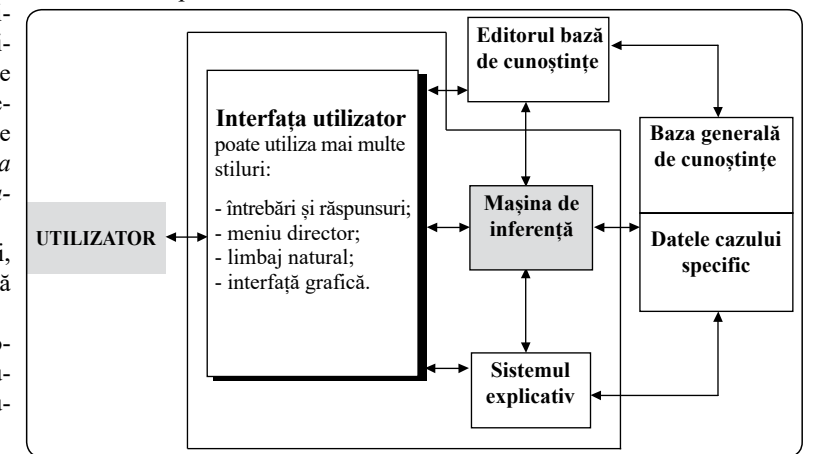 Editorul bază
de cunoștințe
Interfața utilizator
poate utiliza mai multe
stiluri:
- întrebări și răspunsuri;
- meniu director;
- limbaj natural;
- interfață grafică.
Baza generală
de cunoștințe
Mașina de
inferență
UTILIZATOR
Datele cazului
specific
Sistemul
explicativ